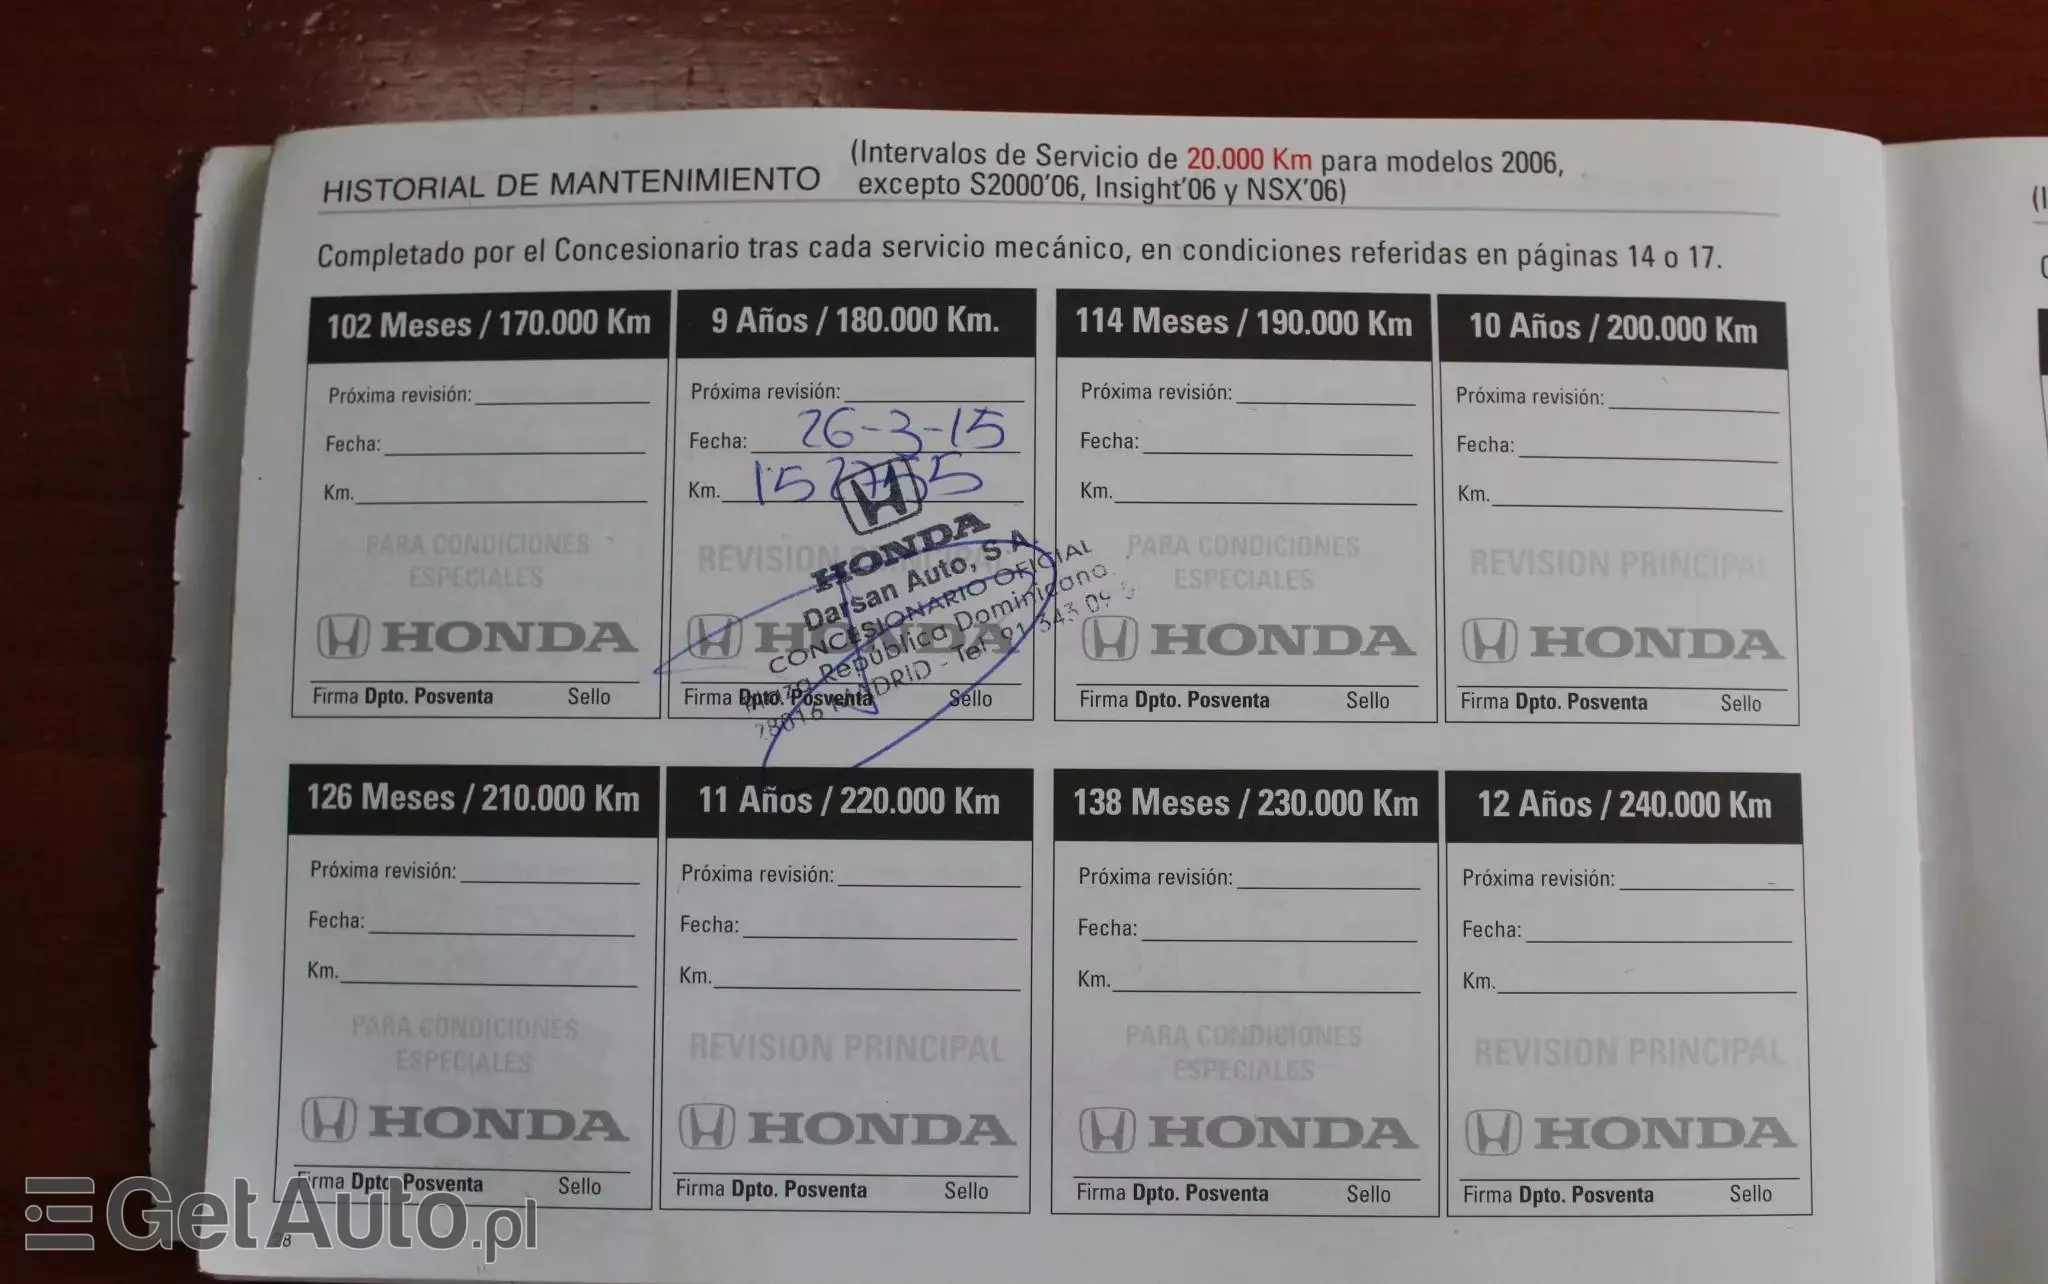 HISTORIAL DE MANTENIMIENTO
(Intervalos de Servicio de 20.000 Km para modelos 2006,
excepto S2000'06, Insight'06 y NSX'06)
Completado por el Concesionario tras cada servicio mecánico, en condiciones referidas en páginas 14 o 17.
102 Meses / 170.000 Km
Próxima revisión:
Fecha:
Km.
PARA CONDICIONES
ESPECIALES
HONDA
Firma Dpto. Posventa Sello
9 Años / 180.000 Km.
Próxima revisión:
Fecha: 26-3-15
Km.
REVISION PRINCIPAL
HONDA
Firma Dpto. Posventa Sello
HONDA
Darsan Auto, S.A.
CONCESIONARIO OFICIAL
Plaza República Dominicana
28016 MADRID - Tel. 91 343 09
114 Meses / 190.000 Km
Próxima revisión:
Fecha:
Km.
PARA CONDICIONES
ESPECIALES
HONDA
Firma Dpto. Posventa Sello
10 Años / 200.000 Km
Próxima revisión:
Fecha:
Km.
REVISION PRINCIPAL
HONDA
Firma Dpto. Posventa Sello
126 Meses / 210.000 Km
Próxima revisión:
Fecha:
Km.
PARA CONDICIONES
ESPECIALES
HONDA
Firma Dpto. Posventa Sello
11 Años / 220.000 Km
Próxima revisión:
Fecha:
Km.
REVISION PRINCIPAL
HONDA
Firma Dpto. Posventa Sello
138 Meses / 230.000 Km
Próxima revisión:
Fecha:
Km.
PARA CONDICIONES
ESPECIALES
HONDA
Firma Dpto. Posventa Sello
12 Años / 240.000 Km
Próxima revisión:
Fecha:
Km.
REVISION PRINCIPAL
HONDA
Firma Dpto. Posventa Sello
GetAuto.pl